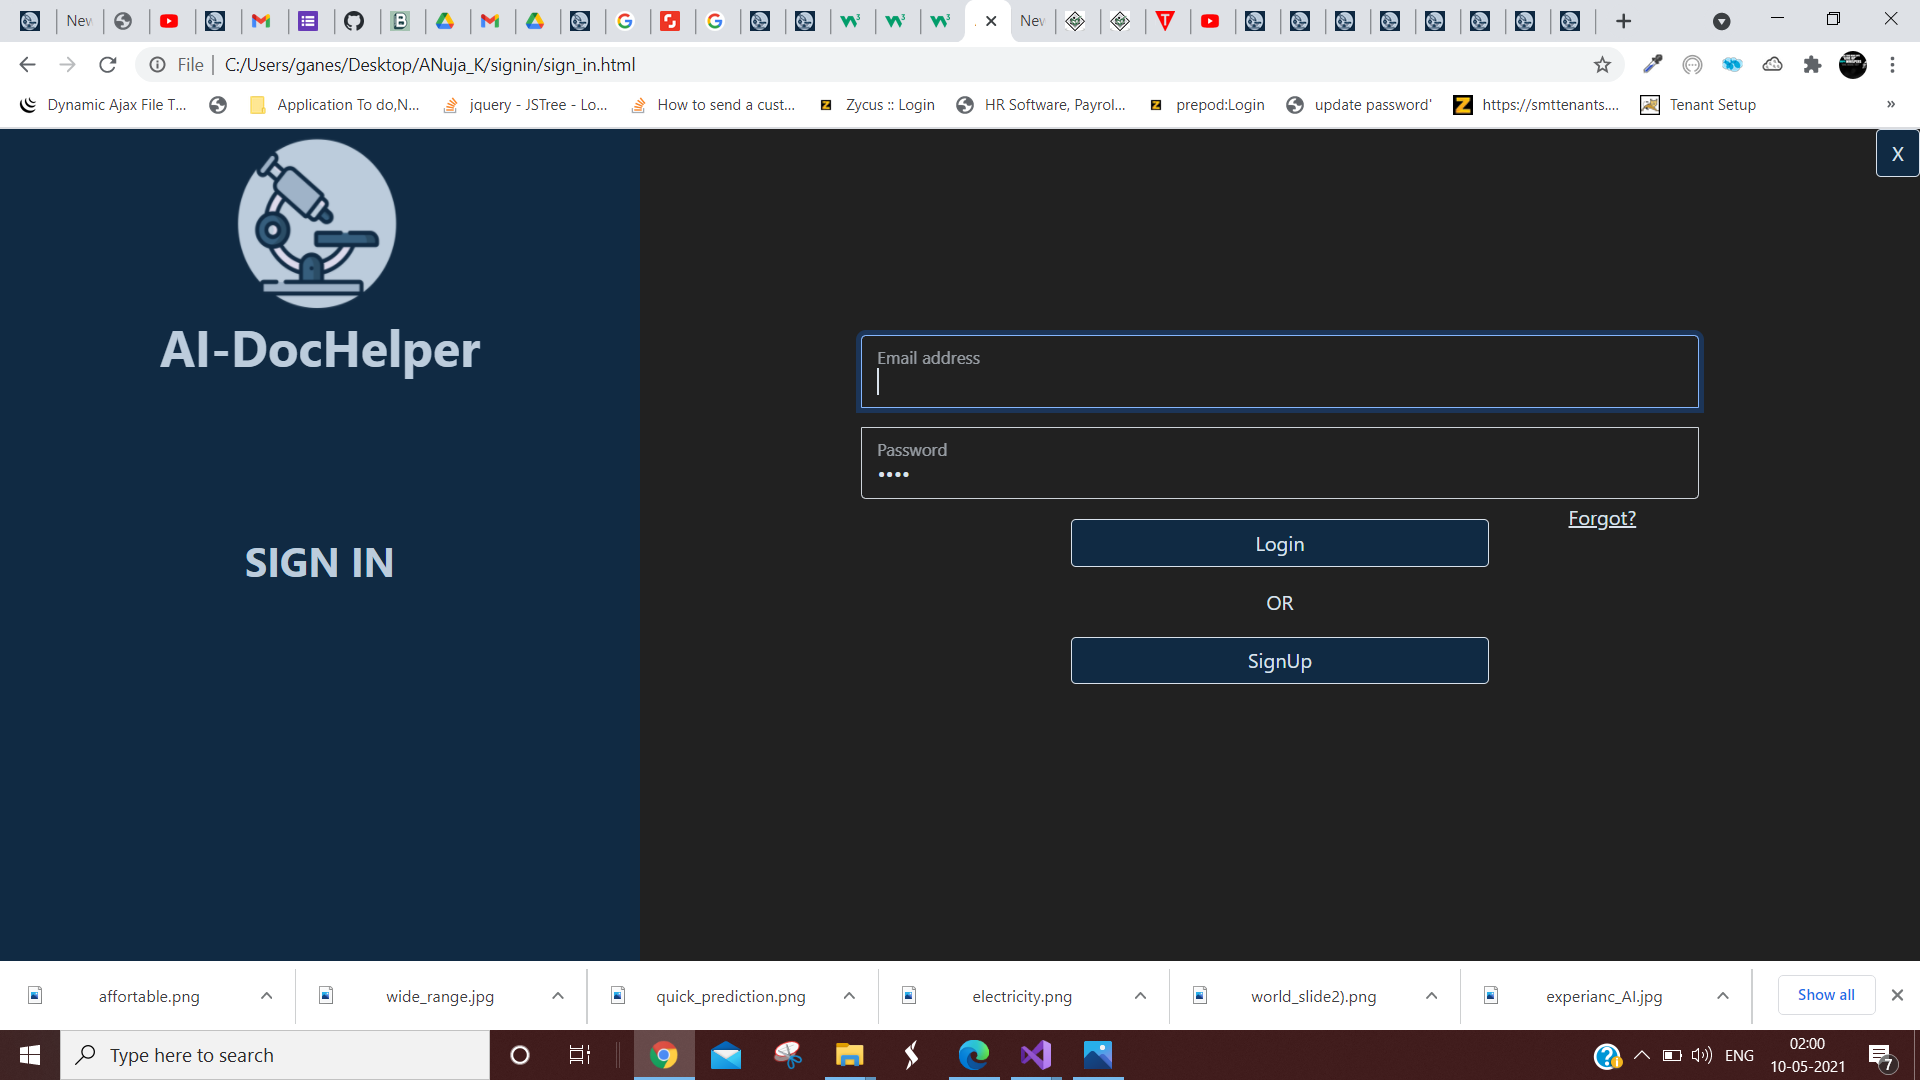 New
New
File
C:/Users/ganes/Desktop/ANuja_K/signin/sign_in.html
Dynamic Ajax File T...
Application To do,N...
jquery - JSTree - Lo...
How to send a cust...
Zycus :: Login
HR Software, Payrol...
prepod:Login
update password'
https://smttenants....
Tenant Setup
»
X
AI-DocHelper
SIGN IN
Email address
Password
••••
Forgot?
Login
OR
SignUp
affortable.png
wide_range.jpg
quick_prediction.png
electricity.png
world_slide2).png
experianc_AI.jpg
Show all
Type here to search
ENG
02:00
10-05-2021
7